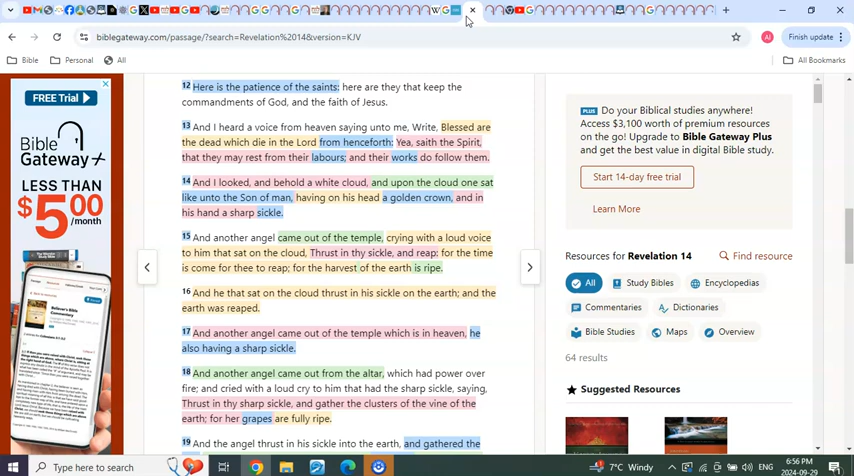 biblegateway.com/passage/?search=Revelation%2014&version=KJV
AI
Finish update
Bible
Personal
All
All Bookmarks
FREE Trial
Bible
Gateway+
LESS THAN
$5.00
/month
12 Here is the patience of the saints: here are they that keep the
commandments of God, and the faith of Jesus.
13 And I heard a voice from heaven saying unto me, Write, Blessed are
the dead which die in the Lord from henceforth: Yea, saith the Spirit,
that they may rest from their labours; and their works do follow them.
14 And I looked, and behold a white cloud, and upon the cloud one sat
like unto the Son of man, having on his head a golden crown, and in
his hand a sharp sickle.
15 And another angel came out of the temple, crying with a loud voice
to him that sat on the cloud, Thrust in thy sickle, and reap: for the time
is come for thee to reap; for the harvest of the earth is ripe.
16 And he that sat on the cloud thrust in his sickle on the earth; and the
earth was reaped.
17 And another angel came out of the temple which is in heaven, he
also having a sharp sickle.
18 And another angel came out from the altar, which had power over
fire; and cried with a loud cry to him that had the sharp sickle, saying,
Thrust in thy sharp sickle, and gather the clusters of the vine of the
earth; for her grapes are fully ripe.
19 And the angel thrust in his sickle into the earth, and gathered the
PLUS Do your Biblical studies anywhere!
Access $3,100 worth of premium resources
on the go! Upgrade to Bible Gateway Plus
and get the best value in digital Bible study.
Start 14-day free trial
Learn More
Resources for Revelation 14
Find resource
All
Study Bibles
Encyclopedias
Commentaries
Dictionaries
Bible Studies
Maps
Overview
64 results
Suggested Resources
Type here to search
7°C Windy
ENG
6:56 PM
2024-09-29